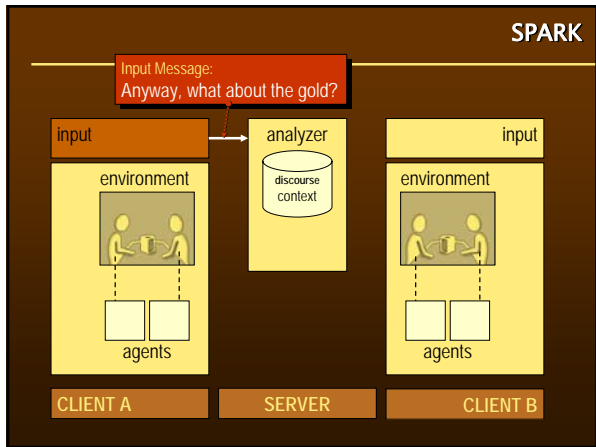 SPARK
Input Message:
Anyway, what about the gold?
input
analyzer
input
discourse
context
environment
environment
agents
agents
CLIENT A
SERVER
CLIENT B